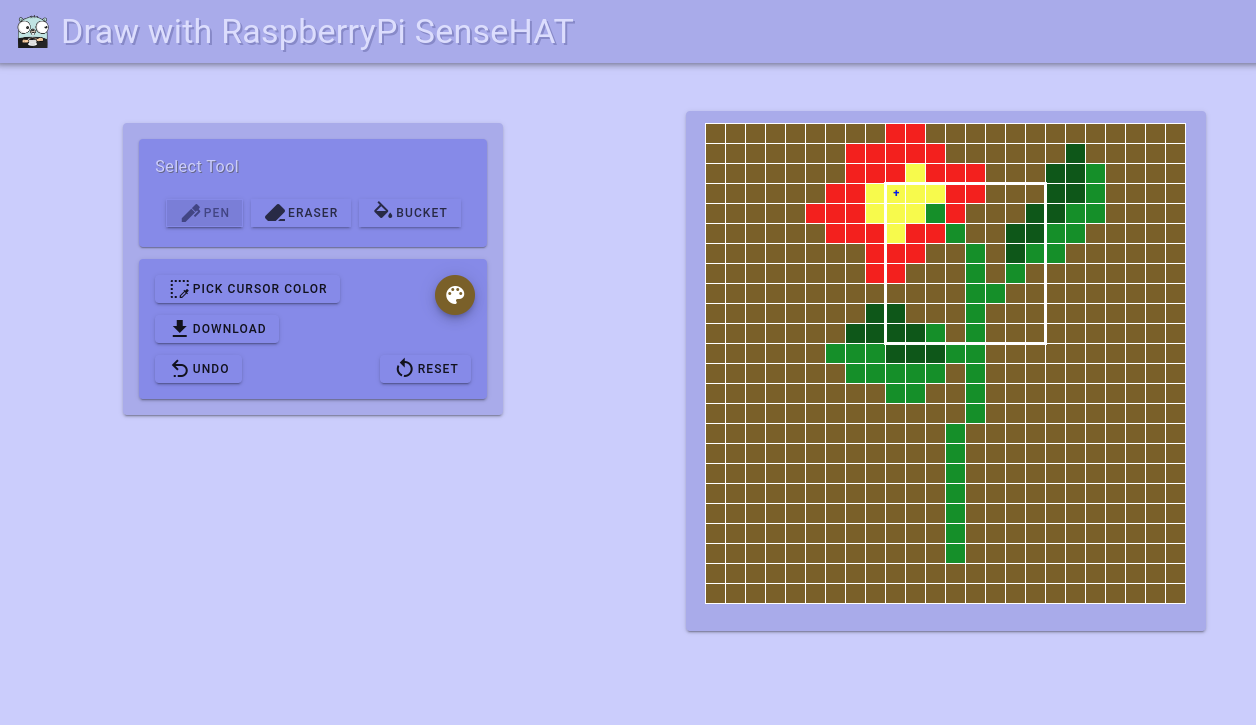 Draw with RaspberryPi SenseHAT
Select Tool
PEN ERASER BUCKET
PICK CURSOR COLOR
DOWNLOAD
UNDO RESET